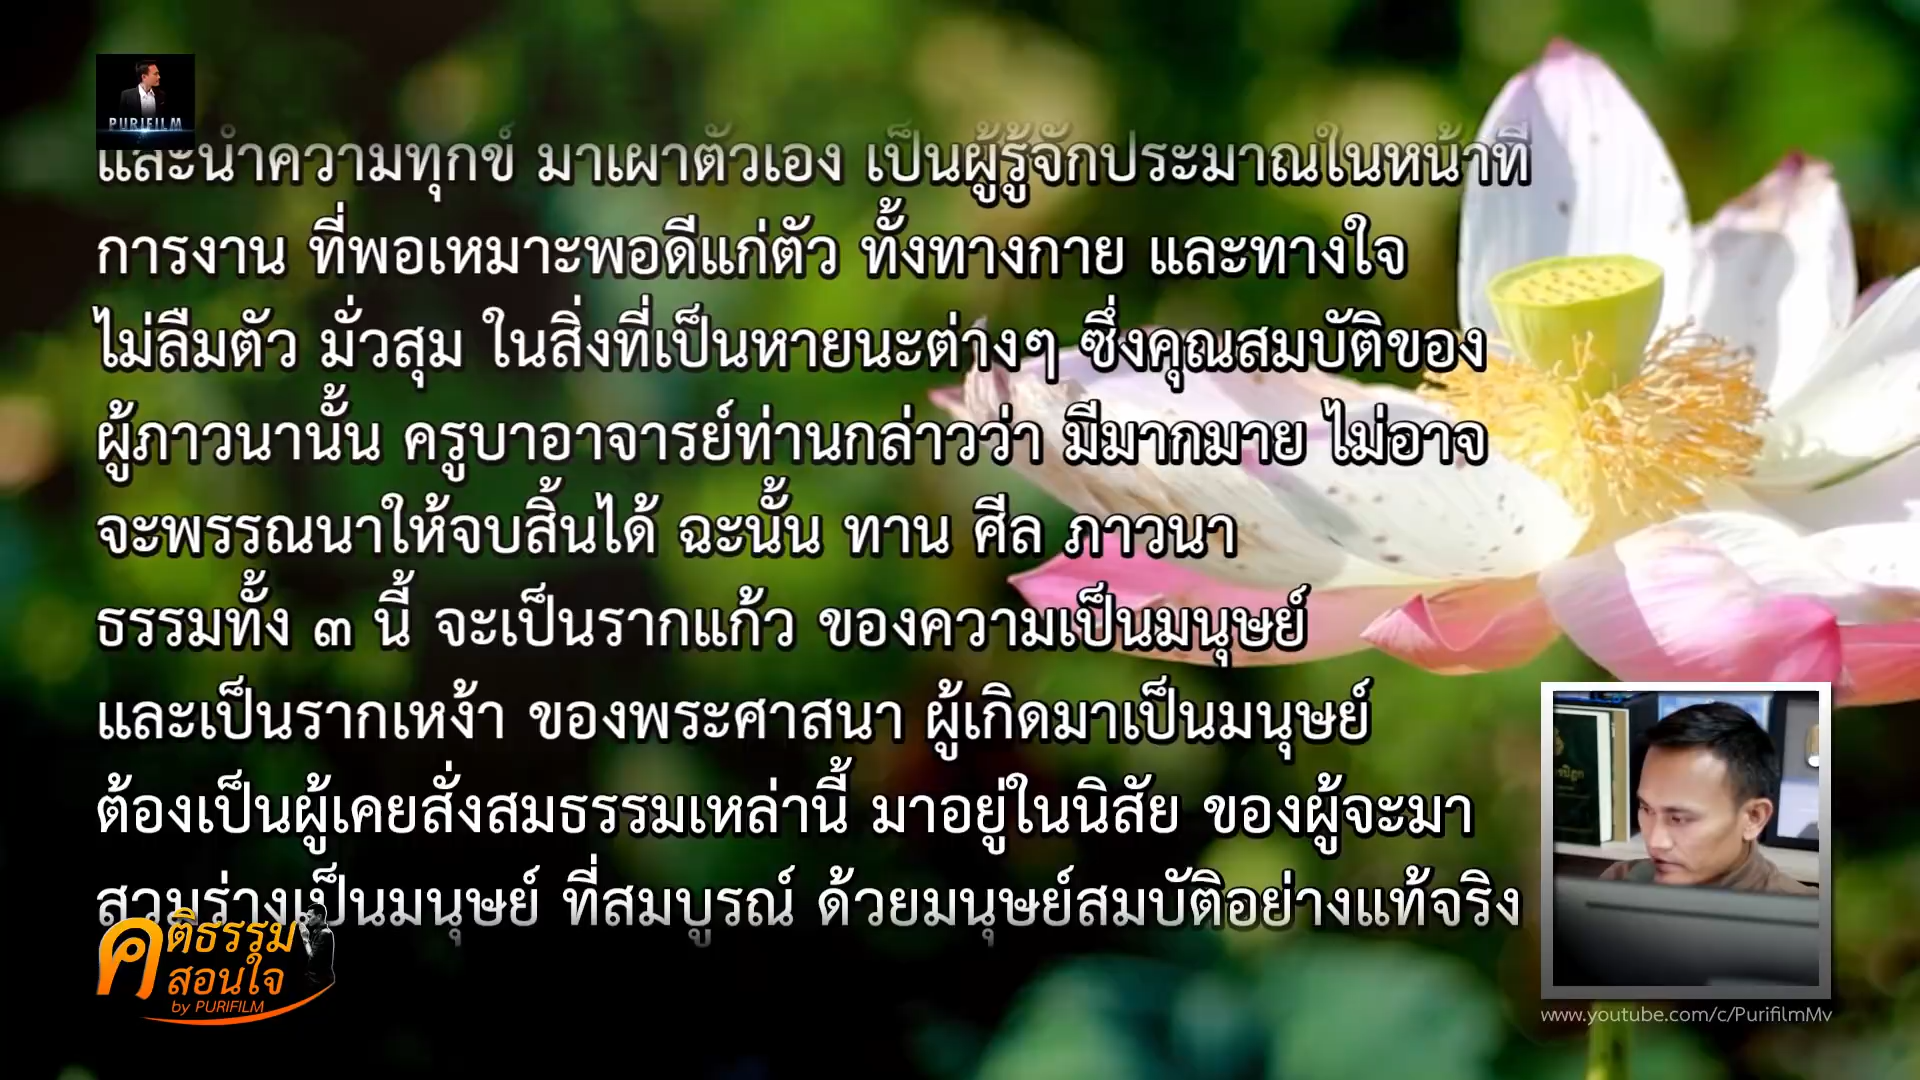 PURIFILM
และนำความทุกข์ มาเผาตัวเอง เป็นผู้รู้จักประมาณในหน้าที่
การงาน ที่พอเหมาะพอดีแก่ตัว ทั้งทางกาย และทางใจ
ไม่ลืมตัว มั่วสุม ในสิ่งที่เป็นหายนะต่างๆ ซึ่งคุณสมบัติของ
ผู้ภาวนานั้น ครูบาอาจารย์ท่านกล่าวว่า มีมากมาย ไม่อาจ
จะพรรณนาให้จบสิ้นได้ ฉะนั้น ทาน ศีล ภาวนา
ธรรมทั้ง ๓ นี้ จะเป็นรากแก้ว ของความเป็นมนุษย์
และเป็นรากเหง้า ของพระศาสนา ผู้เกิดมาเป็นมนุษย์
ต้องเป็นผู้เคยสั่งสมธรรมเหล่านี้ มาอยู่ในนิสัย ของผู้จะมา
สวมร่างเป็นมนุษย์ ที่สมบูรณ์ ด้วยมนุษย์สมบัติอย่างแท้จริง
คติธรรม
สอนใจ
by PURIFILM
www.youtube.com/c/PurifilmMv